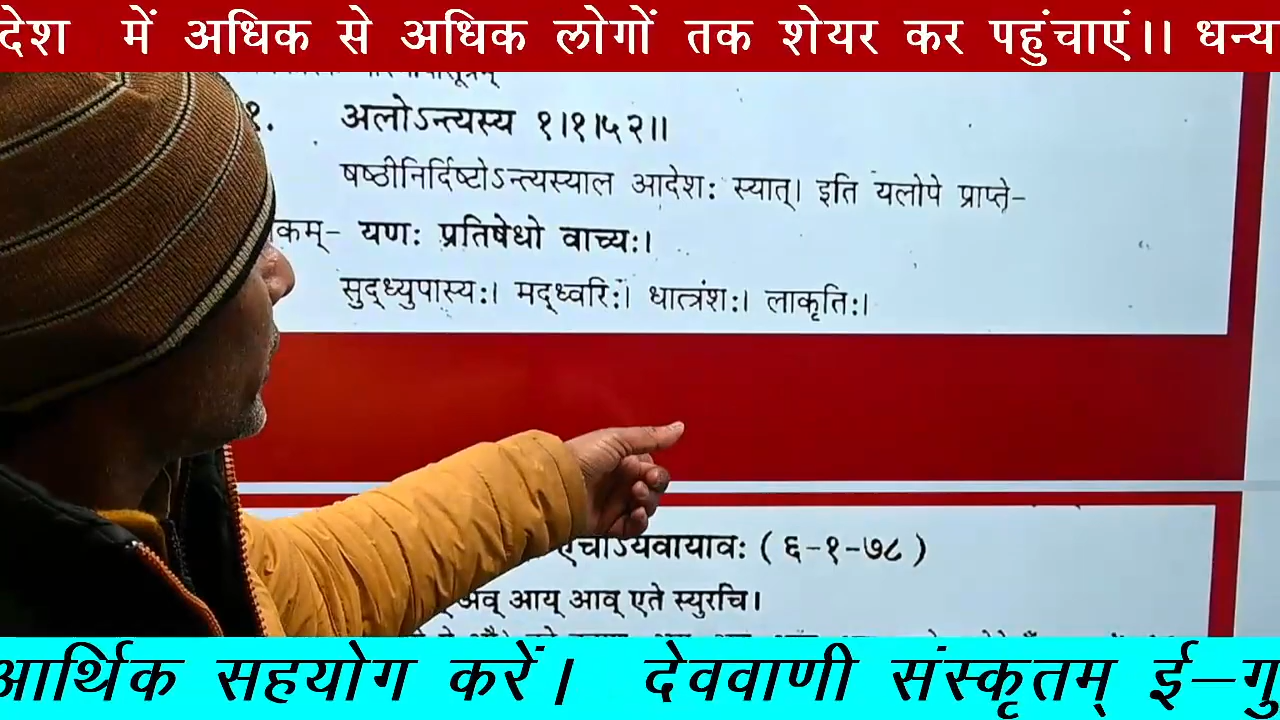 देश में अधिक से अधिक लोगों तक शेयर कर पहुंचाएं।। धन्य
१. अलोऽन्त्यस्य १।१।५२॥
षष्ठीनिर्दिष्टोऽन्त्यस्याल आदेशः स्यात्। इति यलोपे प्राप्ते-
कम्- यणः प्रतिषेधो वाच्यः।
सुद्ध्युपास्यः। मद्ध्वरिः। धात्त्रंशः। लाकृतिः।
एचोऽयवायावः ( ६-१-७८ )
अव् आय् आव् एते स्युरचि।
आर्थिक सहयोग करें। देववाणी संस्कृतम् ई-गु